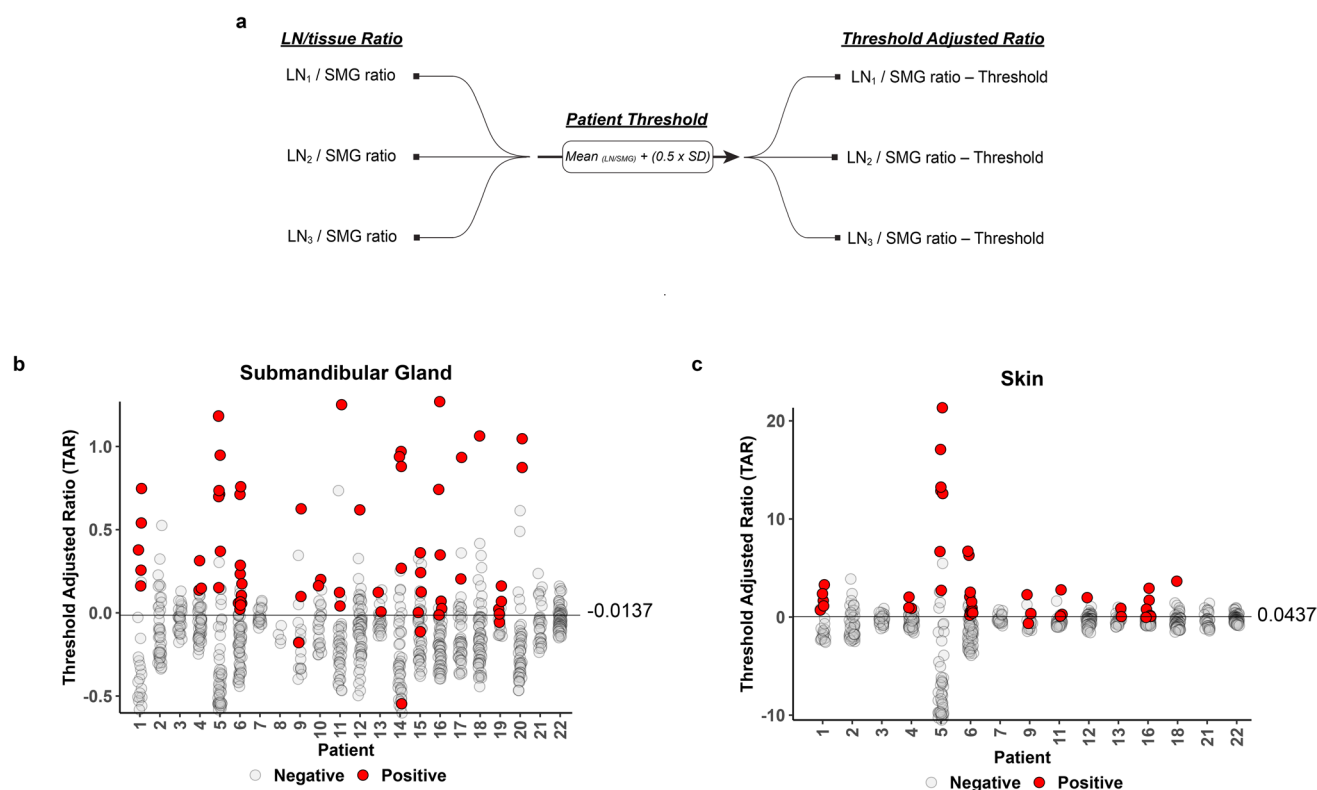 a
LN/tissue Ratio
Threshold Adjusted Ratio
LN1 / SMG ratio
LN1 / SMG ratio – Threshold
Patient Threshold
LN2 / SMG ratio
Mean (LN/SMG) + (0.5 x SD)
LN2 / SMG ratio – Threshold
LN3 / SMG ratio
LN3 / SMG ratio – Threshold
b
Submandibular Gland
Threshold Adjusted Ratio (TAR)
1.0
0.5
0.0
-0.5
-0.0137
1 2 3 4 5 6 7 8 9 10 11 12 13 14 15 16 17 18 19 20 21 22
Patient
Negative Positive
c
Skin
Threshold Adjusted Ratio (TAR)
20
10
0
-10
0.0437
1 2 3 4 5 6 7 9 11 12 13 16 18 21 22
Patient
Negative Positive